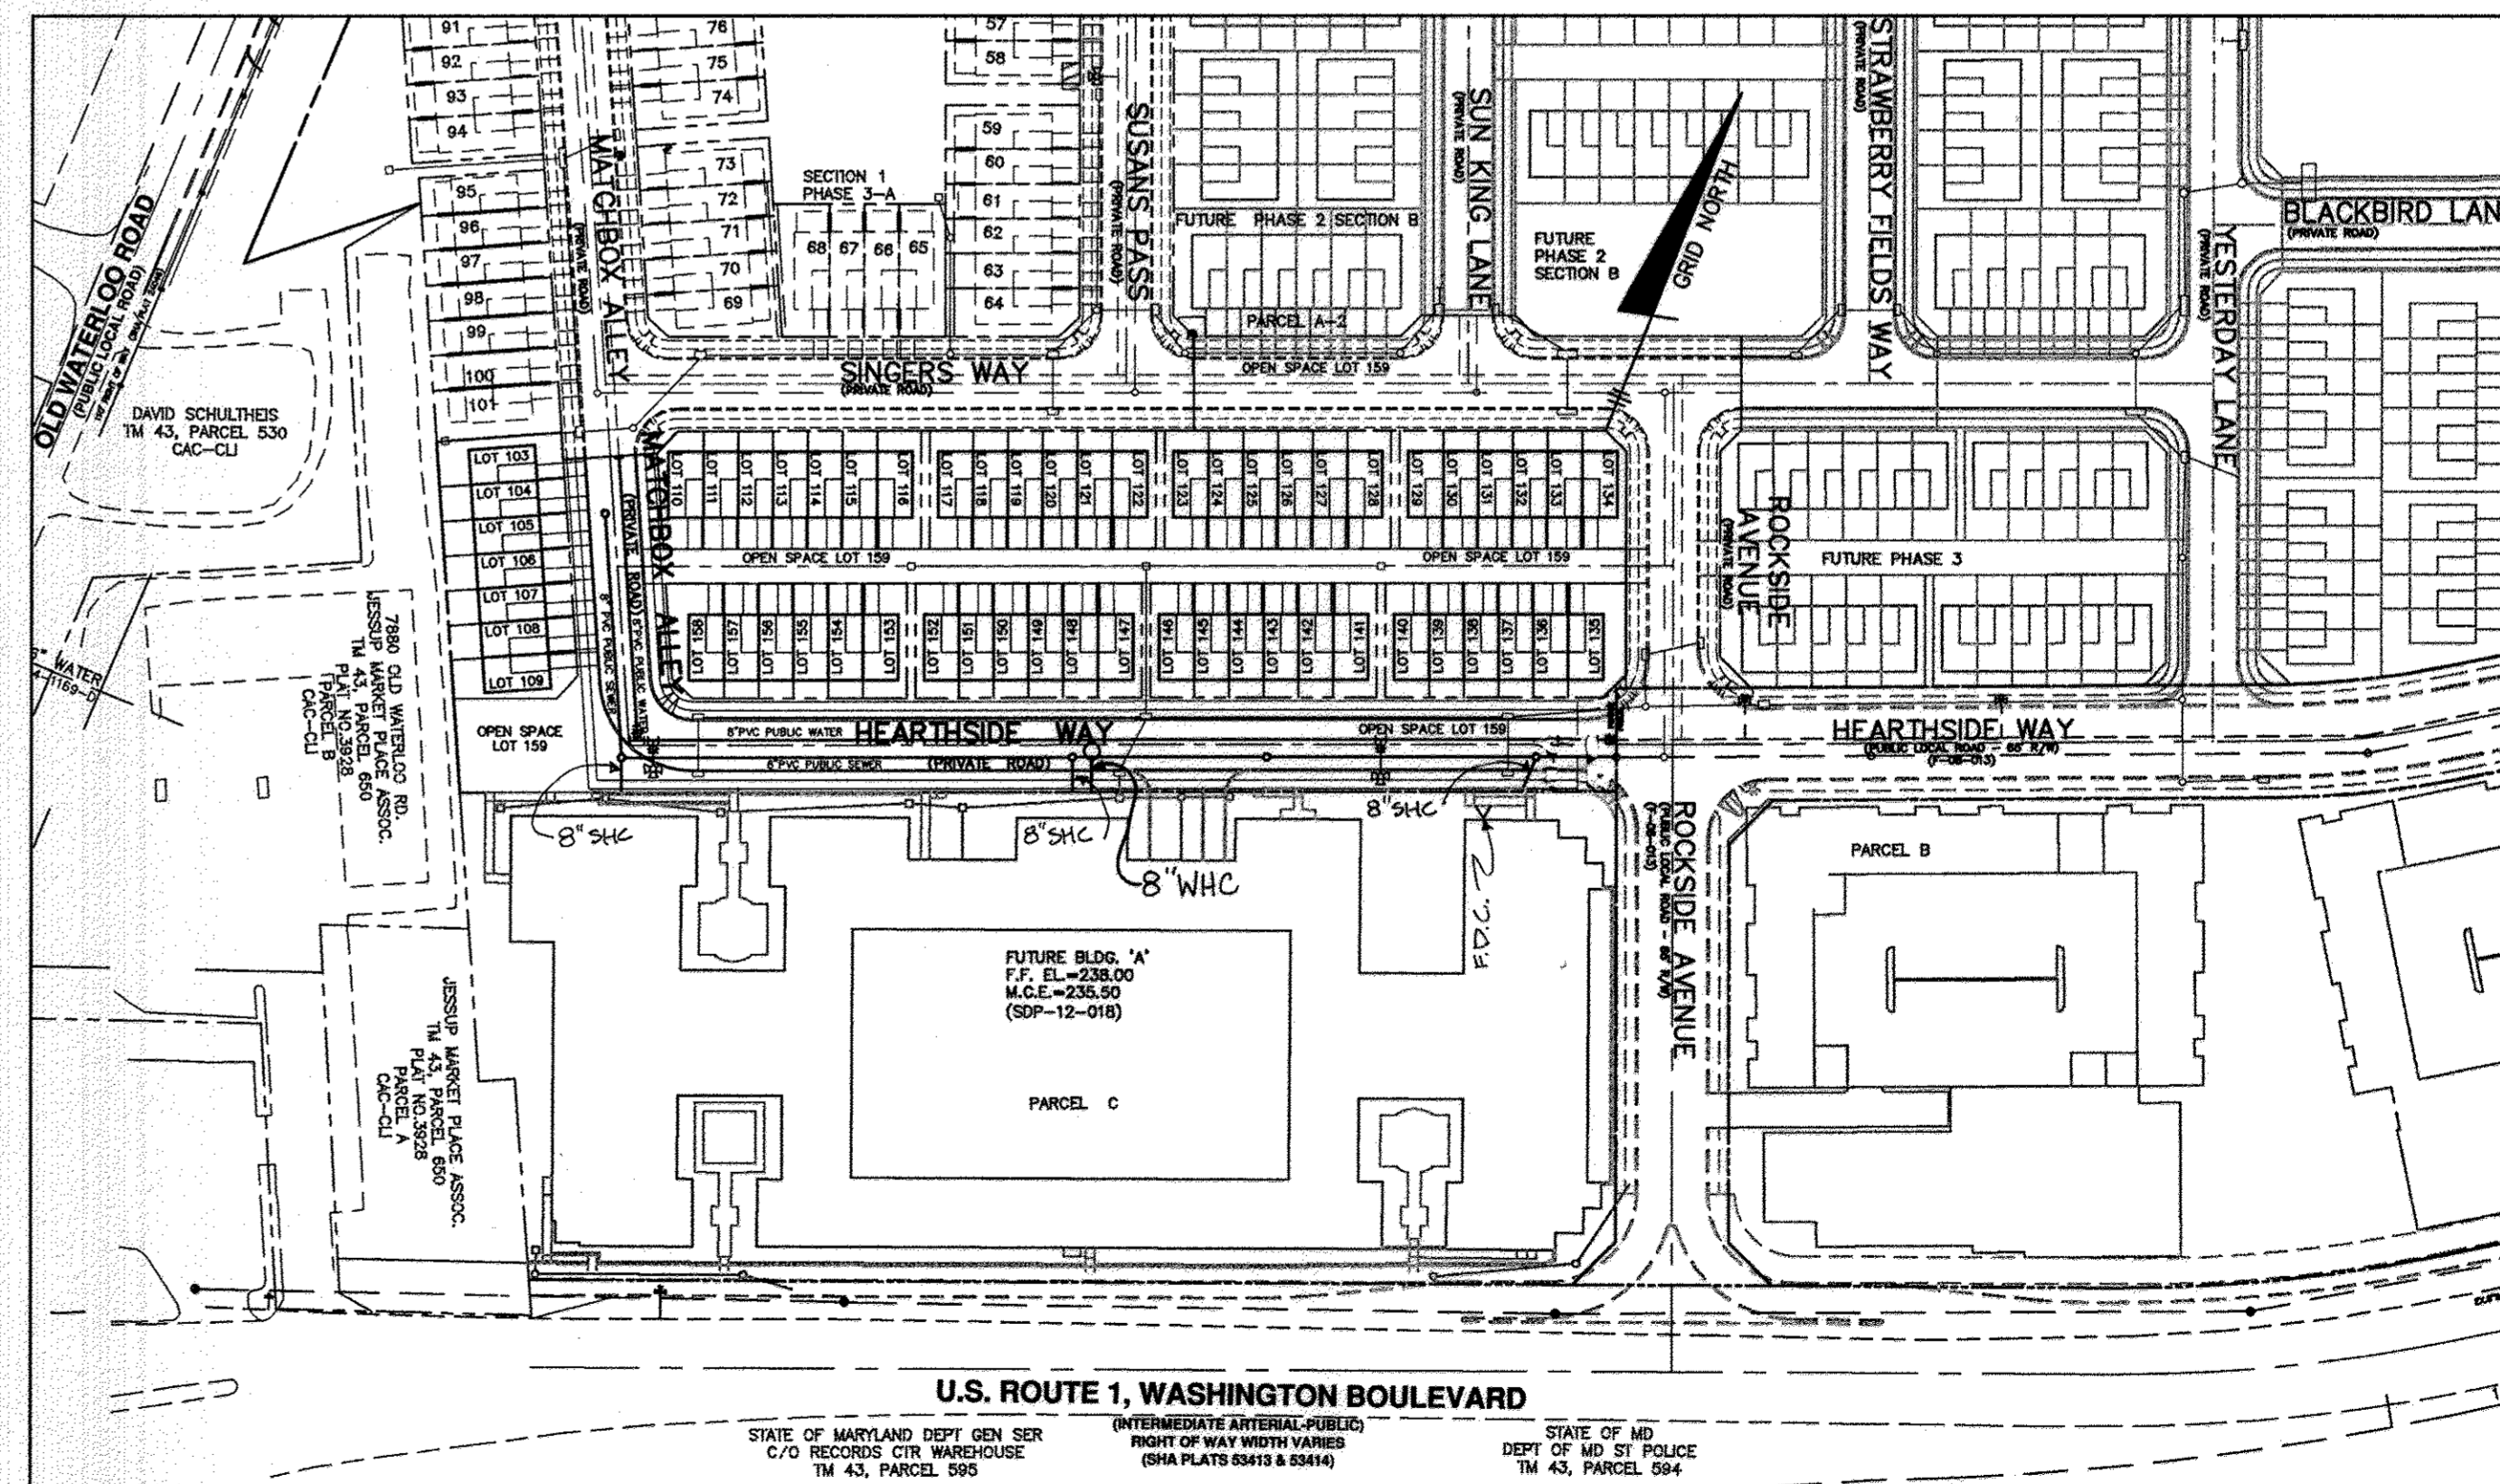 91
92
93
94
95
96
97
98
99
100
101
76
75
74
73
72
71
70
69
SECTION 1
PHASE 3-A
68 67 66 65
57
58
59
60
61
62
63
64
MATCHBOX ALLEY
(PRIVATE ROAD)
SUSANS PASS
(PRIVATE ROAD)
SUN KING LANE
(PRIVATE ROAD)
STRAWBERRY FIELDS WAY
(PRIVATE ROAD)
YESTERDAY LANE
(PRIVATE ROAD)
BLACKBIRD LAN
(PRIVATE ROAD)
FUTURE PHASE 2 SECTION B
PARCEL A-2
FUTURE
PHASE 2
SECTION B
GRID NORTH
OLD WATERLOO ROAD
(PUBLIC LOCAL ROAD)
DAVID SCHULTHEIS
TM 43, PARCEL 530
CAC-CLI
SINGERS WAY
(PRIVATE ROAD)
OPEN SPACE LOT 159
LOT 103
LOT 104
LOT 105
LOT 106
LOT 107
LOT 108
LOT 109
OPEN SPACE
LOT 159
MATCHBOX ALLEY
(PRIVATE ROAD)
8" PVC PUBLIC WATER
8" PVC PUBLIC SEWER
LOT 110
LOT 111
LOT 112
LOT 113
LOT 114
LOT 115
LOT 116
LOT 117
LOT 118
LOT 119
LOT 120
LOT 121
LOT 122
LOT 123
LOT 124
LOT 125
LOT 126
LOT 127
LOT 128
LOT 129
LOT 130
LOT 131
LOT 132
LOT 133
LOT 134
OPEN SPACE LOT 159
OPEN SPACE LOT 159
LOT 158
LOT 157
LOT 156
LOT 155
LOT 154
LOT 153
LOT 152
LOT 151
LOT 150
LOT 149
LOT 148
LOT 147
LOT 146
LOT 145
LOT 144
LOT 143
LOT 142
LOT 141
LOT 140
LOT 139
LOT 138
LOT 137
LOT 136
LOT 135
ROCKSIDE
AVENUE
(PRIVATE ROAD)
FUTURE PHASE 3
7880 OLD WATERLOO RD.
JESSUP MARKET PLACE ASSOC.
TM 43, PARCEL 650
PLAT NO.3928
PARCEL B
CAC-CLI
WATER
8"PVC PUBLIC WATER
HEARTHSIDE WAY
OPEN SPACE LOT 159
8"PVC PUBLIC SEWER
(PRIVATE ROAD)
HEARTHSIDE WAY
(PUBLIC LOCAL ROAD - 65' R/W)
(F-08-013)
8"SHC
8"SHC
8"WHC
8"SHC
F.D.C. 2
ROCKSIDE AVENUE
(PUBLIC LOCAL ROAD - 66' R/W)
(F-08-013)
PARCEL B
FUTURE BLDG. 'A'
F.F. EL.=238.00
M.C.E.=235.50
(SDP-12-018)
PARCEL C
JESSUP MARKET PLACE ASSOC.
TM 43, PARCEL 650
PLAT NO.3928
PARCEL A
CAC-CLI
U.S. ROUTE 1, WASHINGTON BOULEVARD
(INTERMEDIATE ARTERIAL-PUBLIC)
RIGHT OF WAY WIDTH VARIES
(SHA PLATS 53413 & 53414)
STATE OF MARYLAND DEPT GEN SER
C/O RECORDS CTR WAREHOUSE
TM 43, PARCEL 595
STATE OF MD
DEPT OF MD ST POLICE
TM 43, PARCEL 594